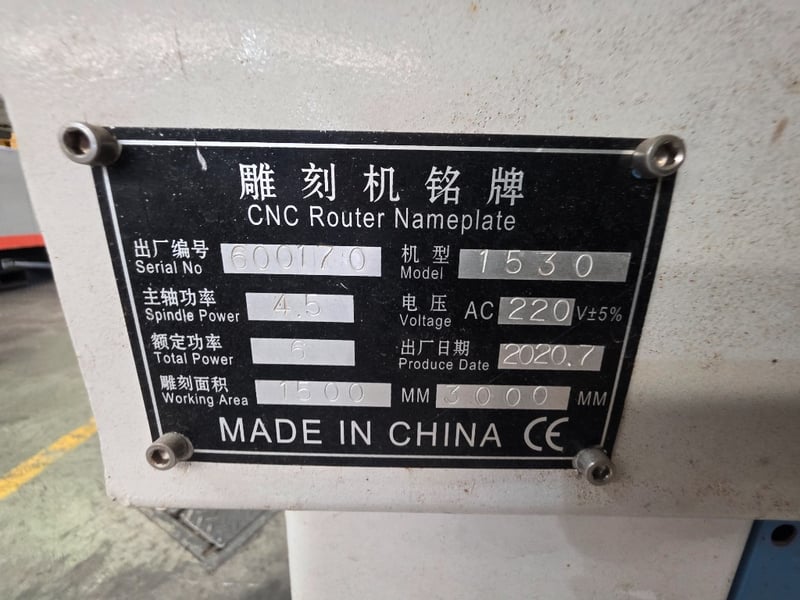 雕刻机铭牌
CNC Router Nameplate
出厂编号 600170 机型 1530
Serial No Model
主轴功率 4.5 电压 AC 220 V±5%
Spindle Power Voltage
额定功率 6 出厂日期 2020.7
Total Power Produce Date
雕刻面积 1500 MM 3000 MM
Working Area
MADE IN CHINA CE